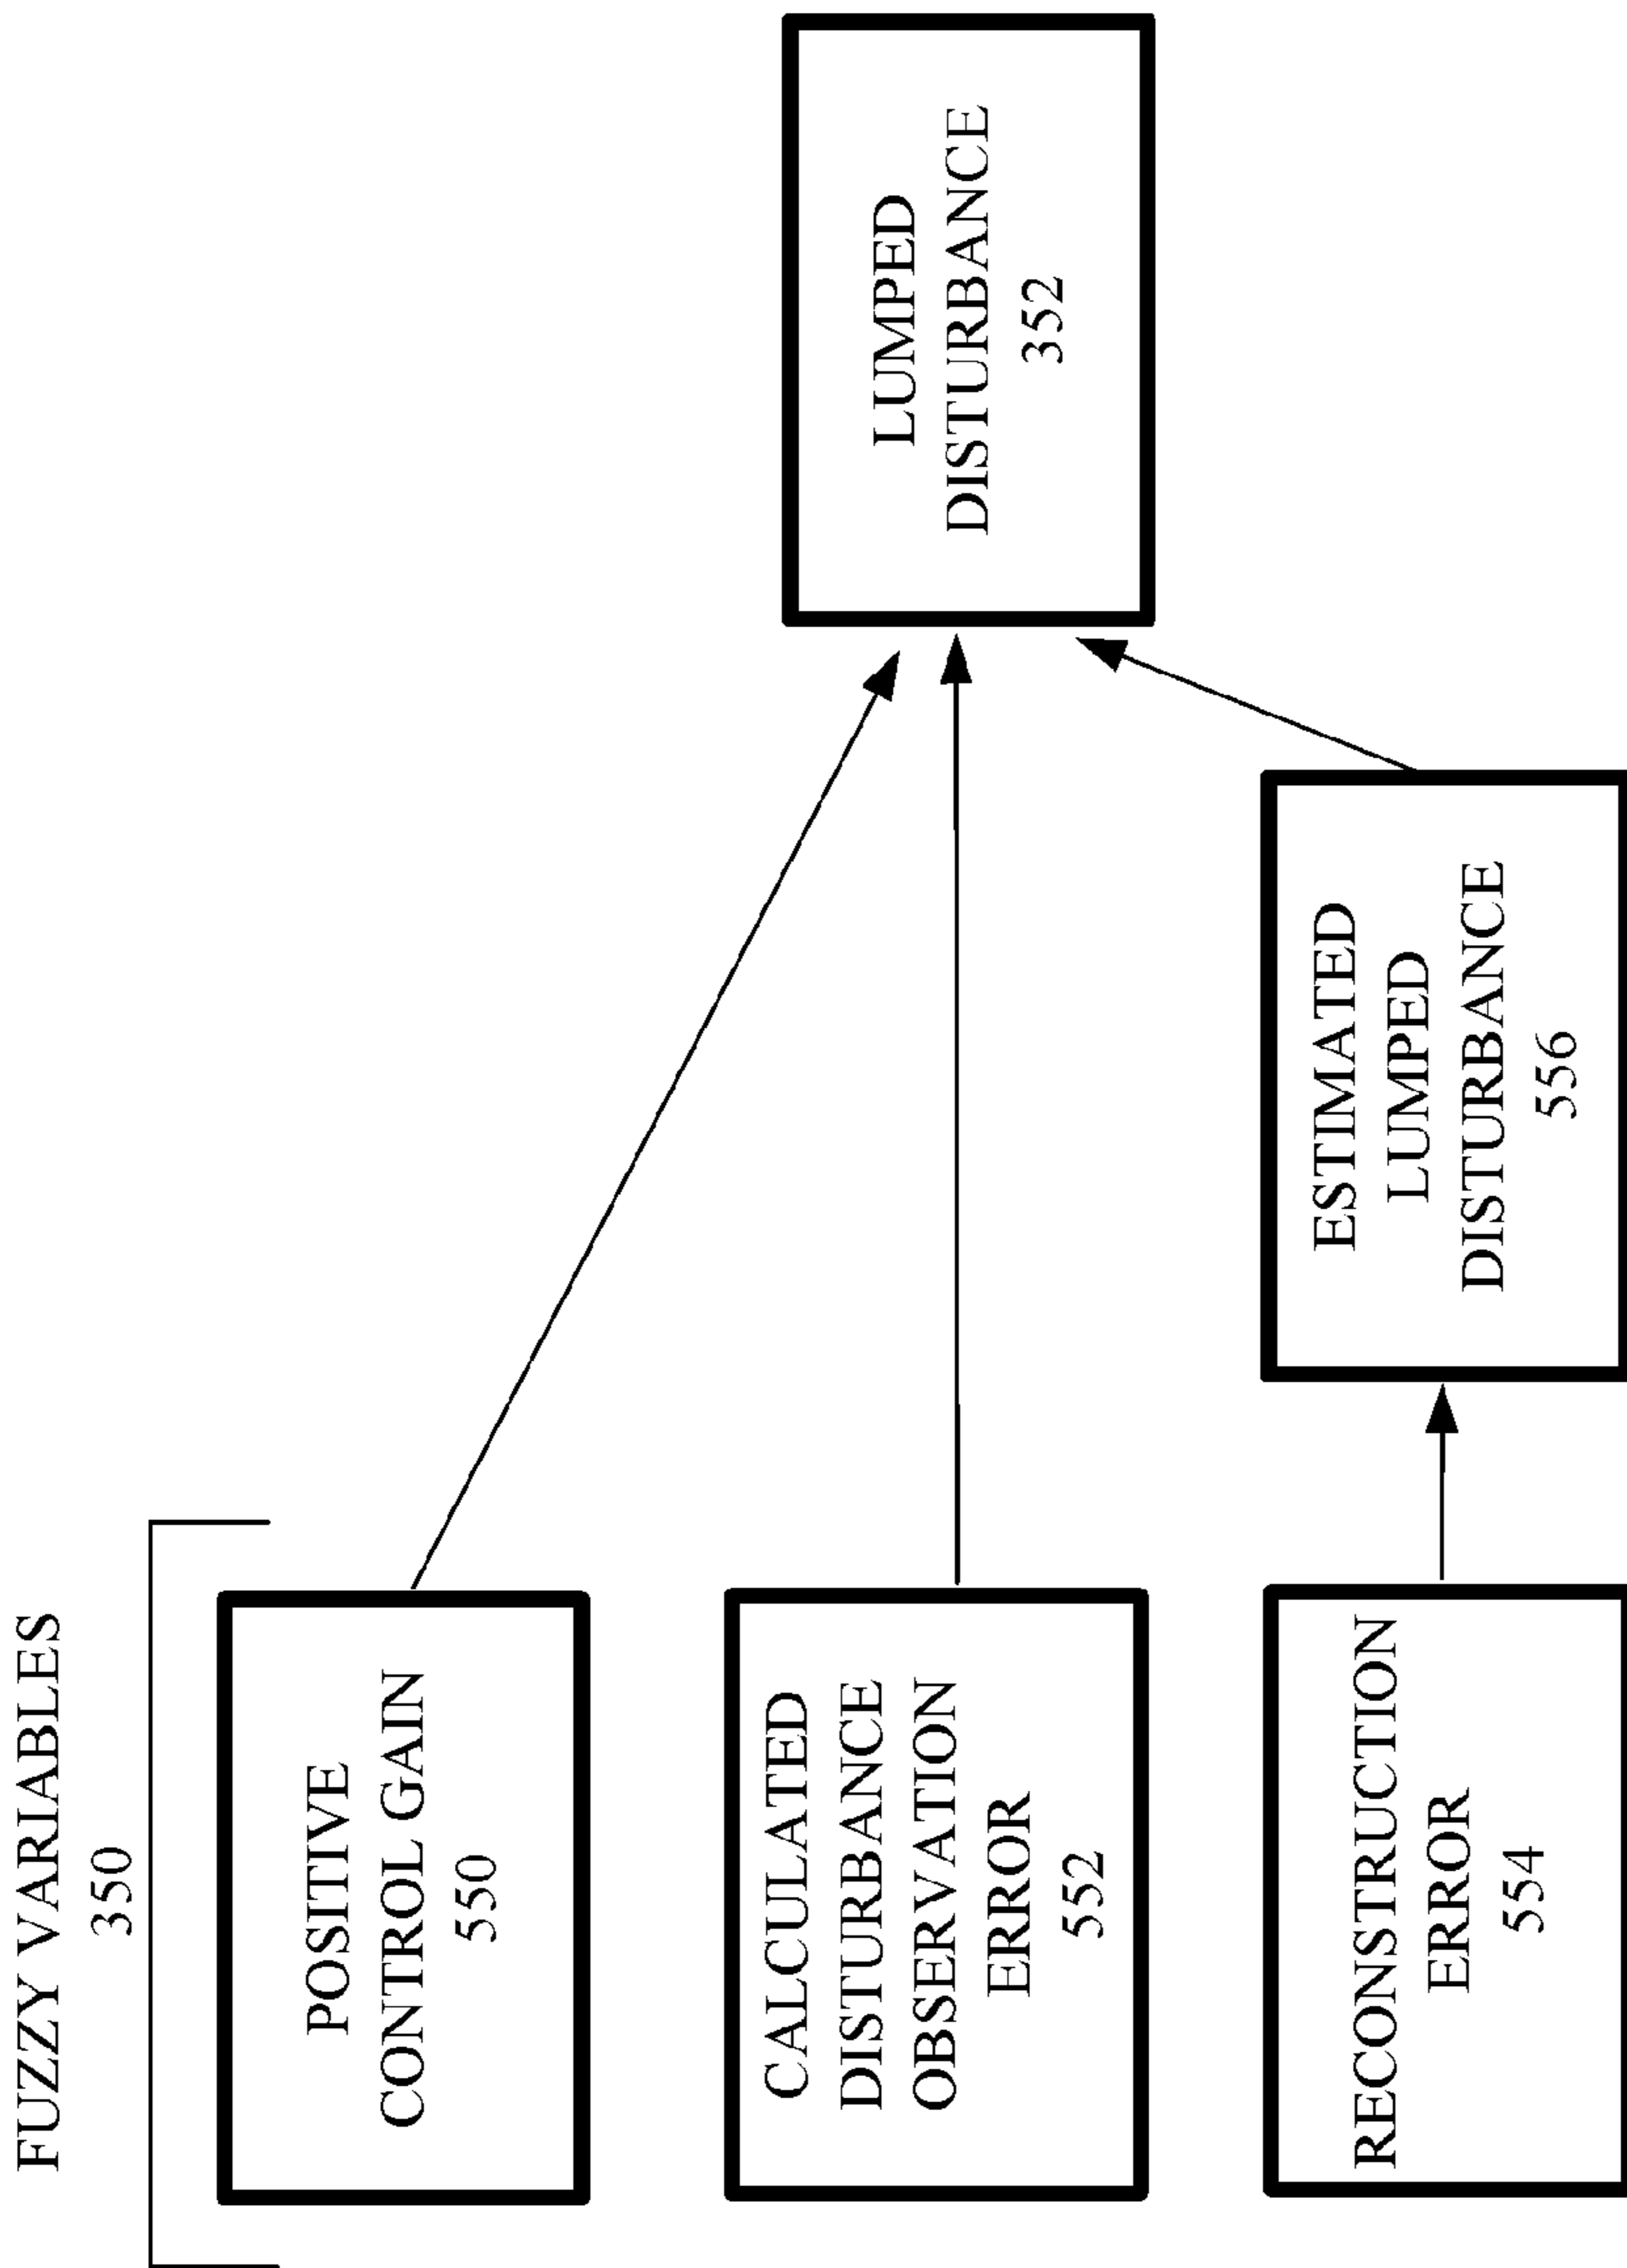 FUZZY VARIABLES
350
POSITIVE
CONTROL GAIN
550
CALCULATED
DISTURBANCE
OBSERVATION
ERROR
552
RECONSTRUCTION
ERROR
554
ESTIMATED
LUMPED
DISTURBANCE
556
LUMPED
DISTURBANCE
352